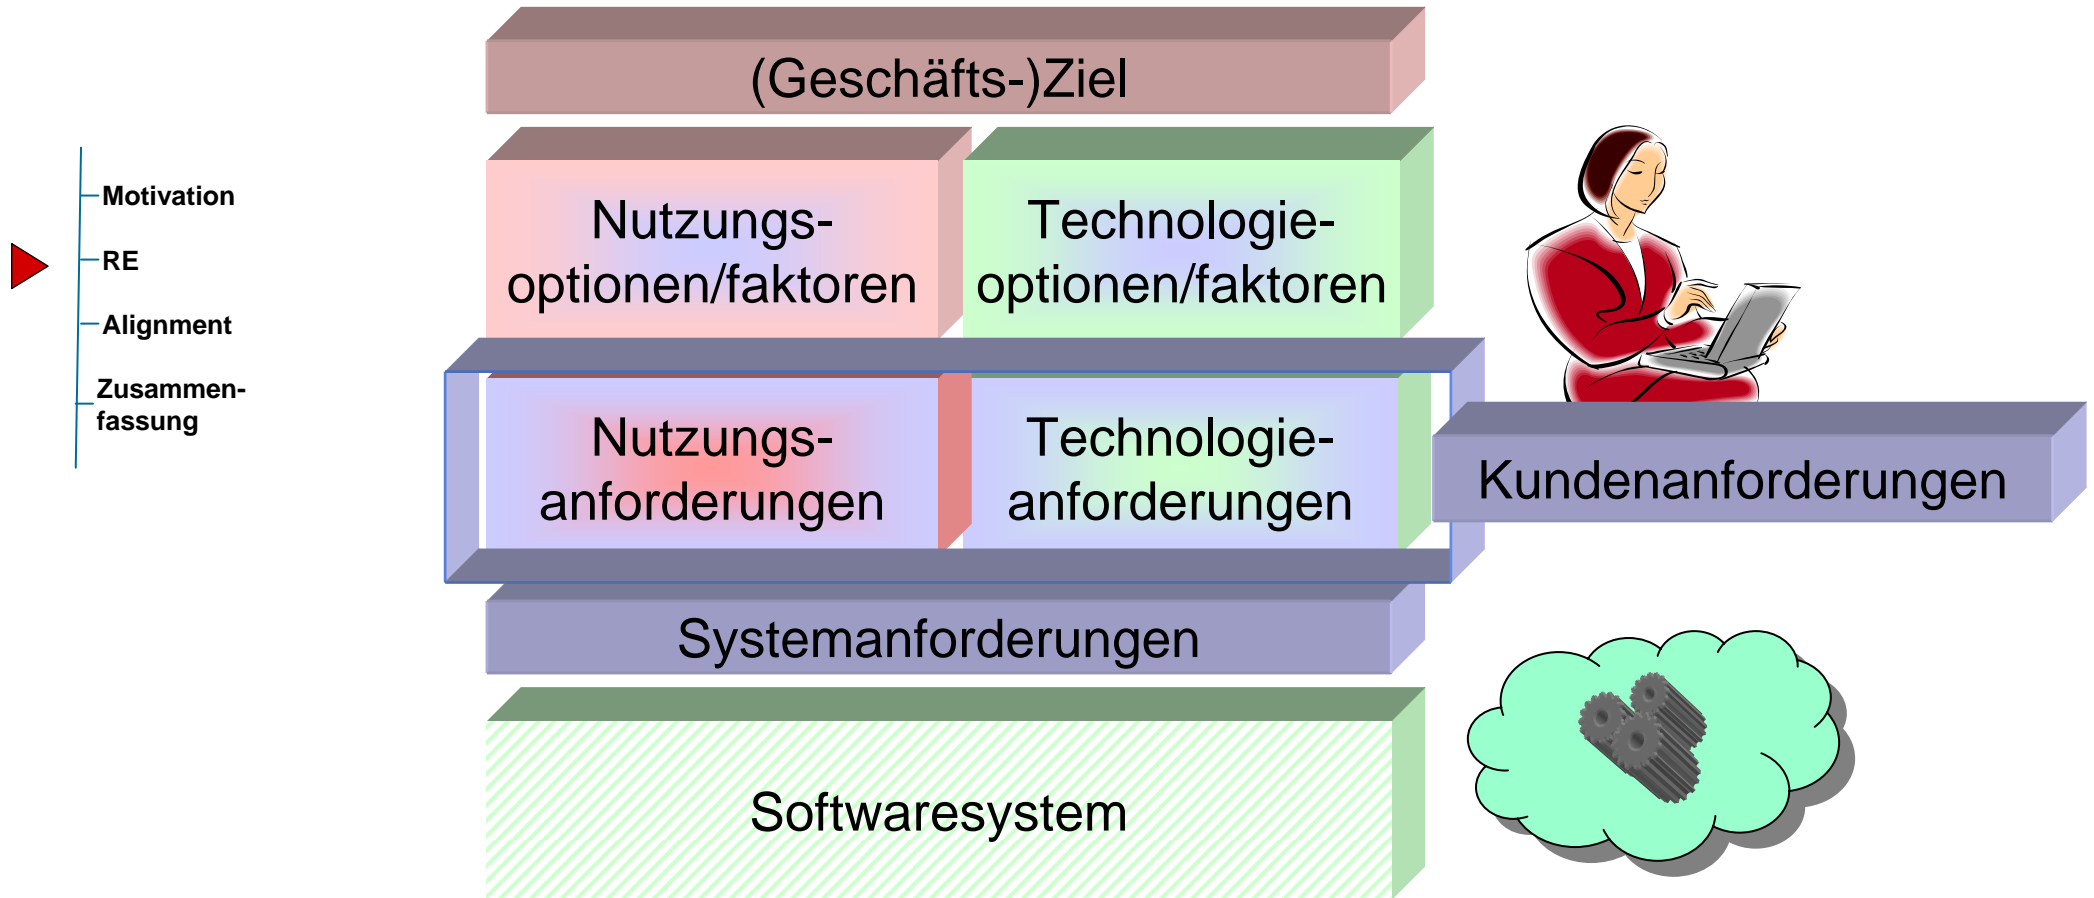 Motivation
RE
Alignment
Zusammen-
fassung
(Geschäfts-)Ziel
Nutzungs-
optionen/faktoren
Technologie-
optionen/faktoren
Nutzungs-
anforderungen
Technologie-
anforderungen
Kundenanforderungen
Systemanforderungen
Softwaresystem